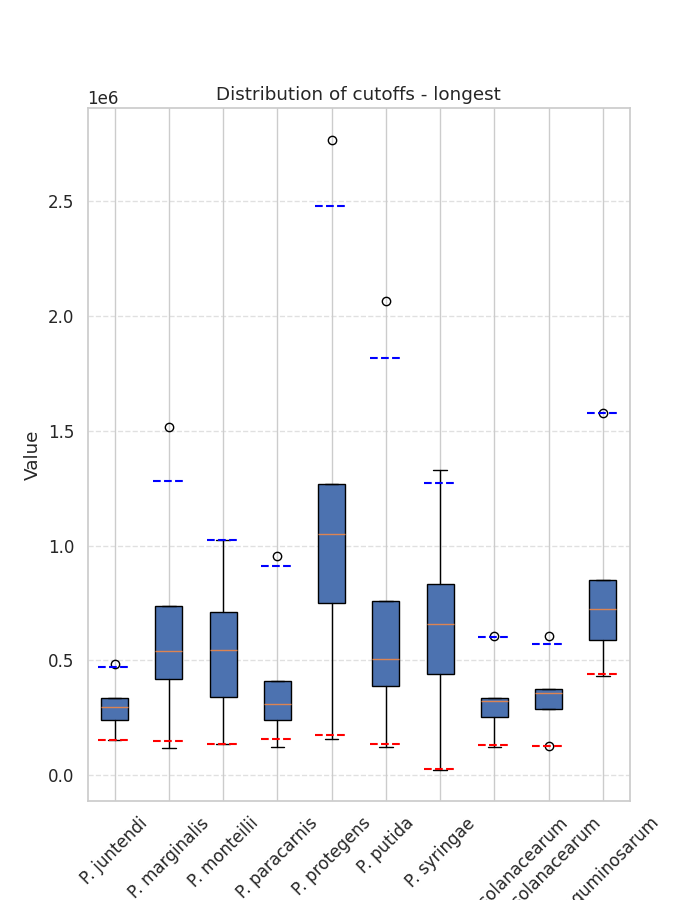 Distribution of cutoffs - longest
1e6
Value
2.5
2.0
1.5
1.0
0.5
0.0
P. juntendi
P. marginalis
P. monteilii
P. paracarnis
P. protegens
P. putida
P. syringae
solanacearum
solanacearum
guminosarum